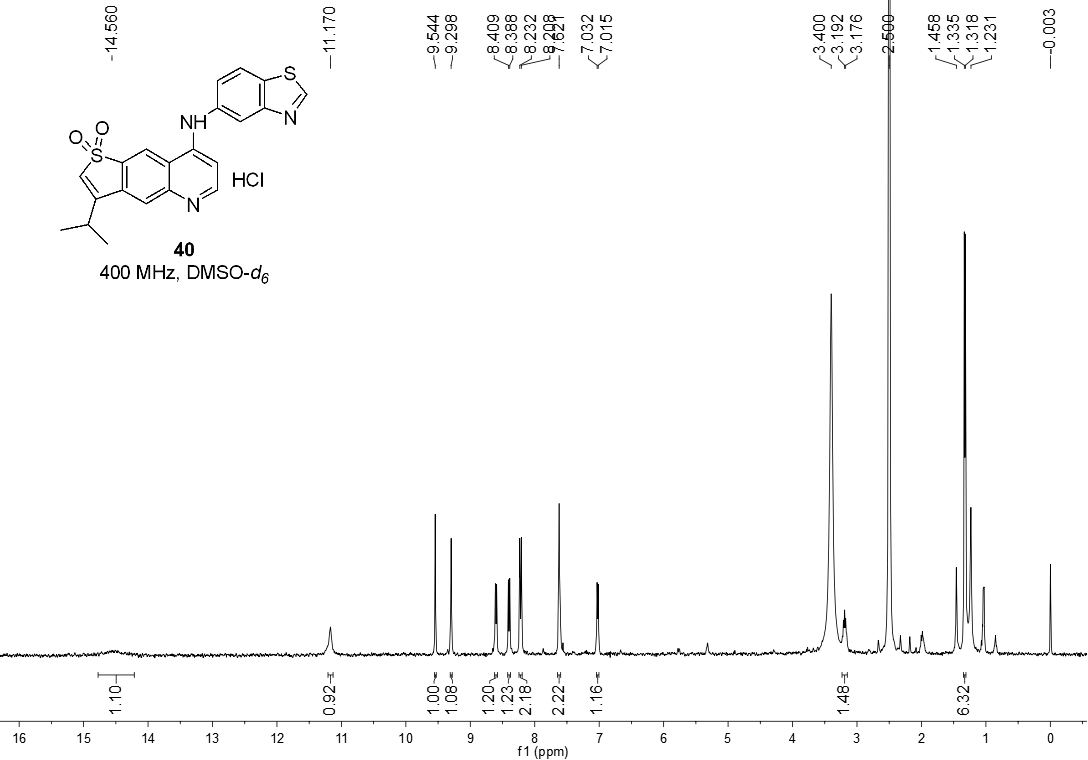 -14.560
-11.170
9.544
9.298
8.409
8.388
8.232
8.208
7.621
7.032
7.015
3.400
3.192
3.176
2.500
1.458
1.335
1.318
1.231
-0.003
S
N
NH
O
O
S
N
HCl
40
400 MHz, DMSO-d6
1.10
0.92
1.00
1.08
1.20
1.23
2.18
2.22
1.16
1.48
6.32
16 15 14 13 12 11 10 9 8 7 6 5 4 3 2 1 0
f1 (ppm)